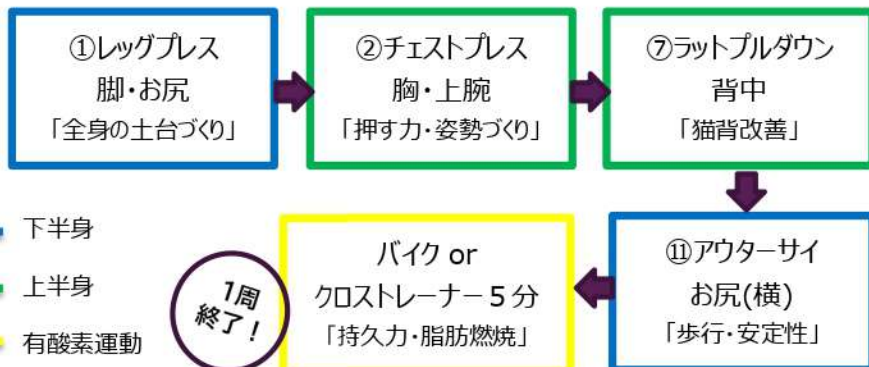 ①レッグプレス
脚・お尻
「全身の土台づくり」
②チェストプレス
胸・上腕
「押す力・姿勢づくり」
⑦ラットプルダウン
背中
「猫背改善」
⑪アウターサイ
お尻(横)
「歩行・安定性」
バイク or
クロストレーナー５分
「持久力・脂肪燃焼」
1周
終了！
下半身
上半身
有酸素運動